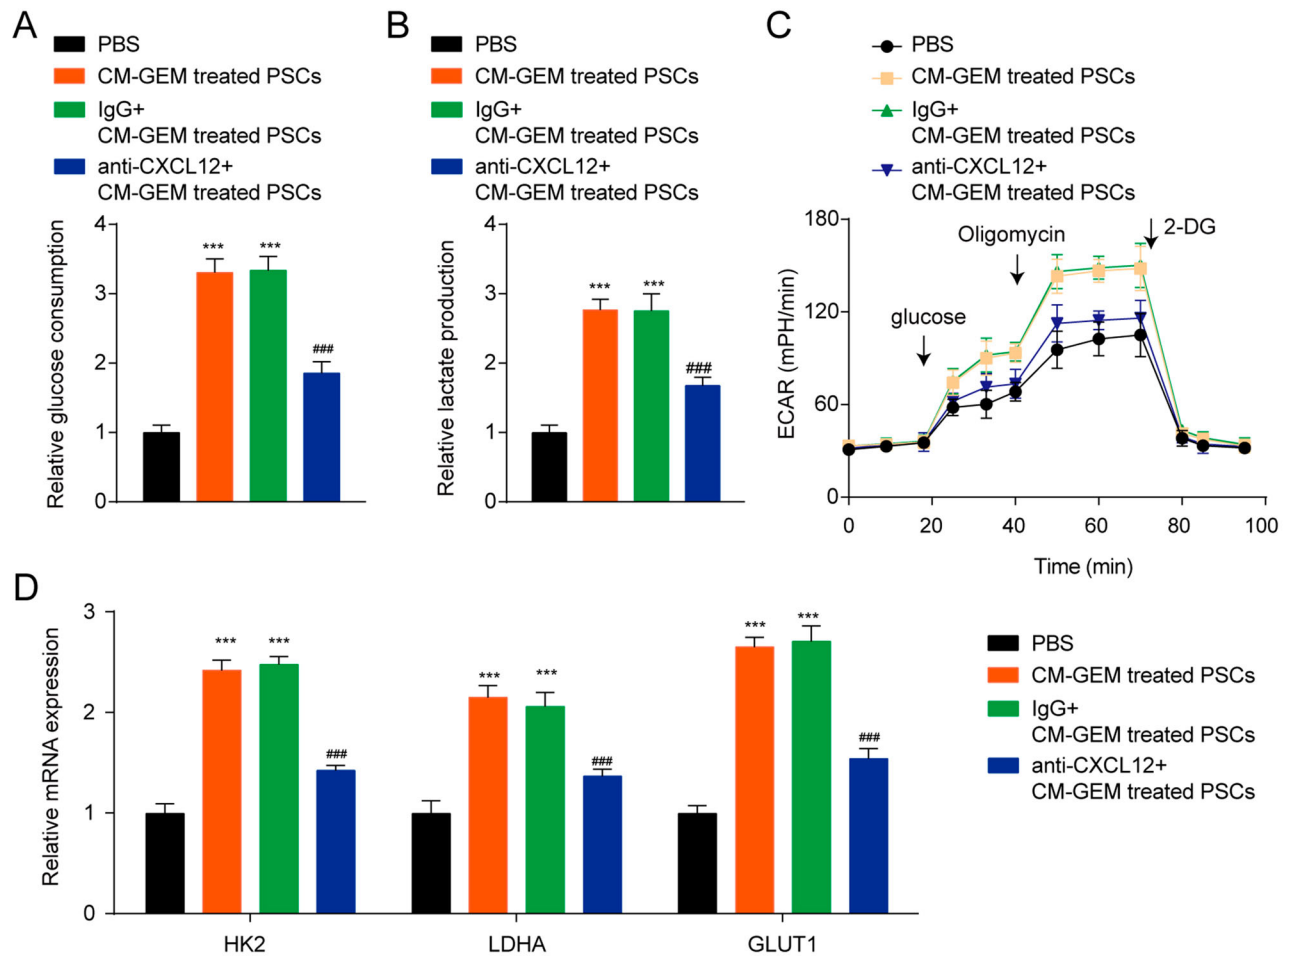 A
PBS
CM-GEM treated PSCs
IgG+
CM-GEM treated PSCs
anti-CXCL12+
CM-GEM treated PSCs
Relative glucose consumption
4
3
2
1
0
***
***
###
B
PBS
CM-GEM treated PSCs
IgG+
CM-GEM treated PSCs
anti-CXCL12+
CM-GEM treated PSCs
Relative lactate production
4
3
2
1
0
***
***
###
C
PBS
CM-GEM treated PSCs
IgG+
CM-GEM treated PSCs
anti-CXCL12+
CM-GEM treated PSCs
ECAR (mPH/min)
180
120
60
0
glucose
Oligomycin
2-DG
0 20 40 60 80 100
Time (min)
D
Relative mRNA expression
3
2
1
0
***
***
###
***
***
###
***
***
###
HK2 LDHA GLUT1
PBS
CM-GEM treated PSCs
IgG+
CM-GEM treated PSCs
anti-CXCL12+
CM-GEM treated PSCs